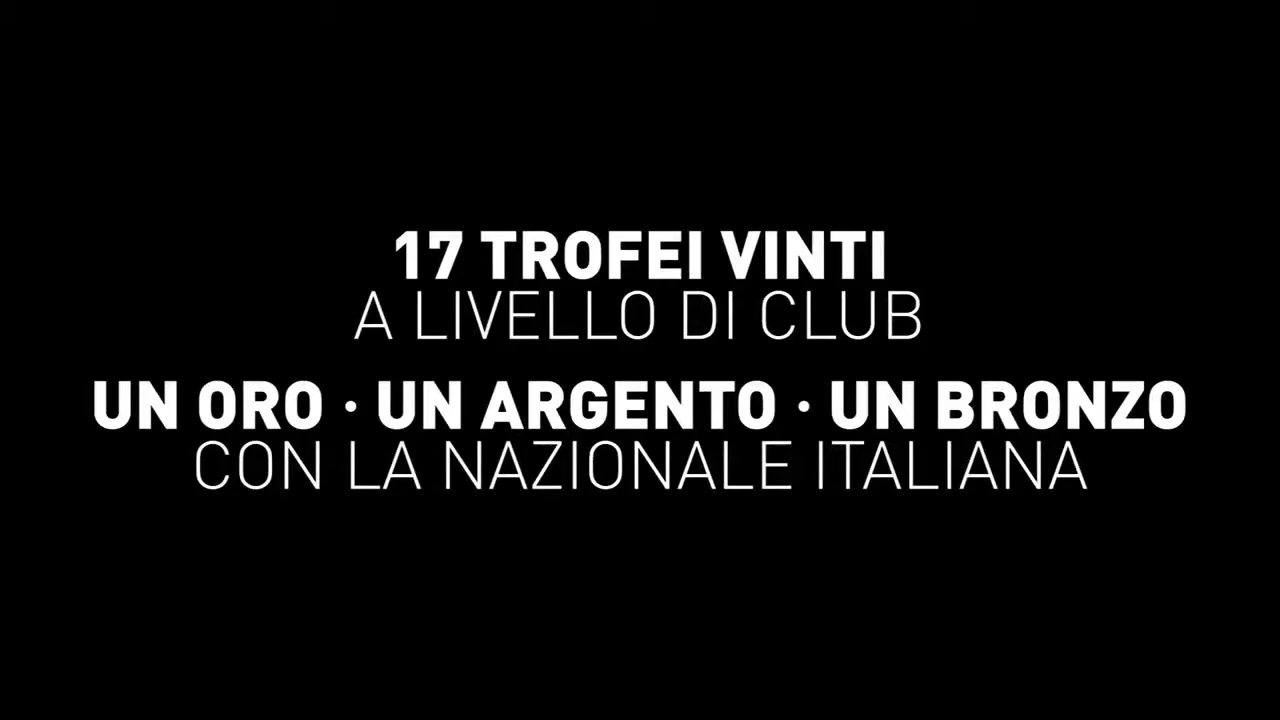 17 TROFEI VINTI
A LIVELLO DI CLUB
UN ORO · UN ARGENTO · UN BRONZO
CON LA NAZIONALE ITALIANA